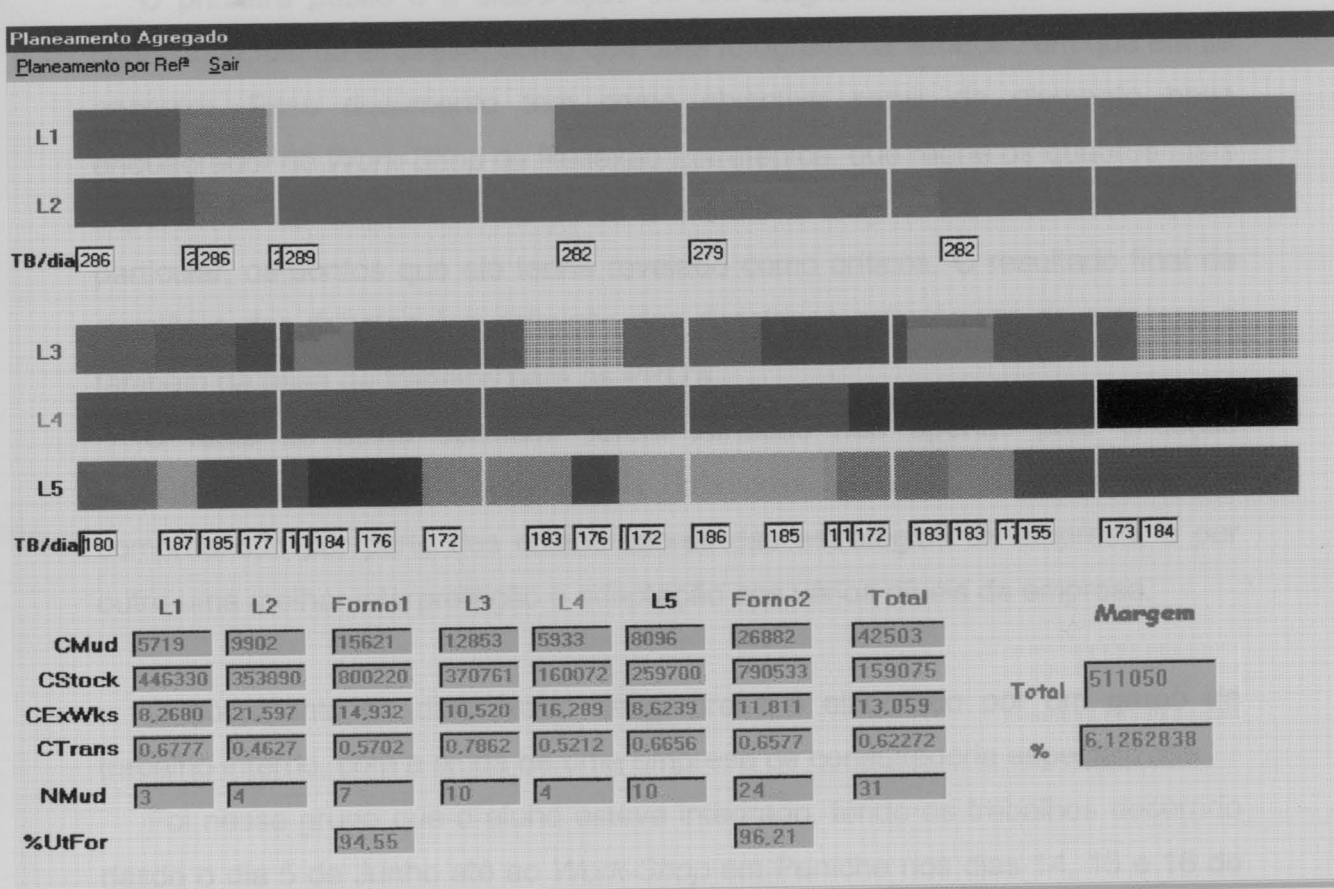 Planeamento Agregado
Planeamento por Refª Sair
L1
L2
TB/dia 286 2 286 2 289 282 279 282
L3
L4
L5
TB/dia 180 187 185 177 1 1 184 176 172 183 176 172 186 185 1 1 172 183 183 17 155 173 184
L1 L2 Forno1 L3 L4 L5 Forno2 Total
CMud 5719 9902 15621 12853 5933 8096 26882 42503
CStock 446330 353890 800220 370761 160072 259700 790533 159075
CExWks 8,2680 21,597 14,932 10,520 16,289 8,6239 11,811 13,059
CTrans 0,6777 0,4627 0,5702 0,7862 0,5212 0,6656 0,6577 0,62272
NMud 3 4 7 10 4 10 24 31
%UtFor 94,55 96,21
Margem
Total 511050
% 6,1262838